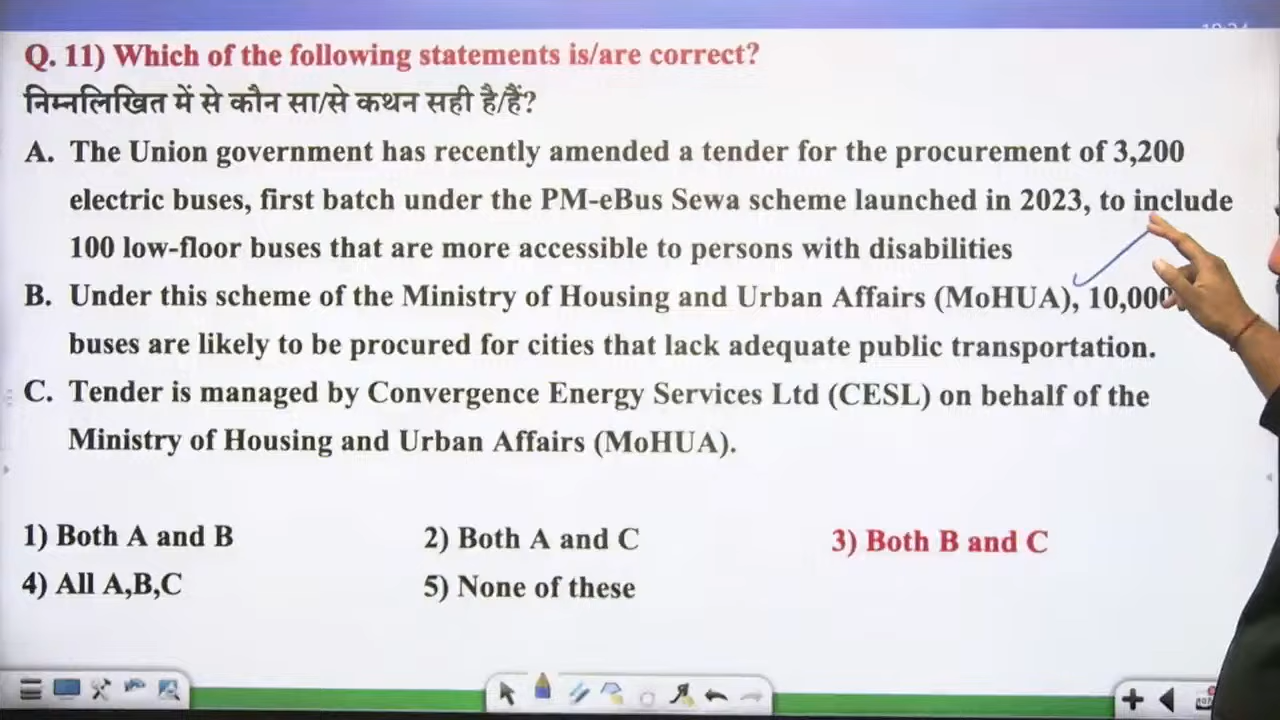 Q. 11) Which of the following statements is/are correct?
निम्नलिखित में से कौन सा/से कथन सही है/हैं?
A. The Union government has recently amended a tender for the procurement of 3,200
electric buses, first batch under the PM-eBus Sewa scheme launched in 2023, to include
100 low-floor buses that are more accessible to persons with disabilities
B. Under this scheme of the Ministry of Housing and Urban Affairs (MoHUA), 10,000
buses are likely to be procured for cities that lack adequate public transportation.
C. Tender is managed by Convergence Energy Services Ltd (CESL) on behalf of the
Ministry of Housing and Urban Affairs (MoHUA).
1) Both A and B 2) Both A and C 3) Both B and C
4) All A,B,C 5) None of these